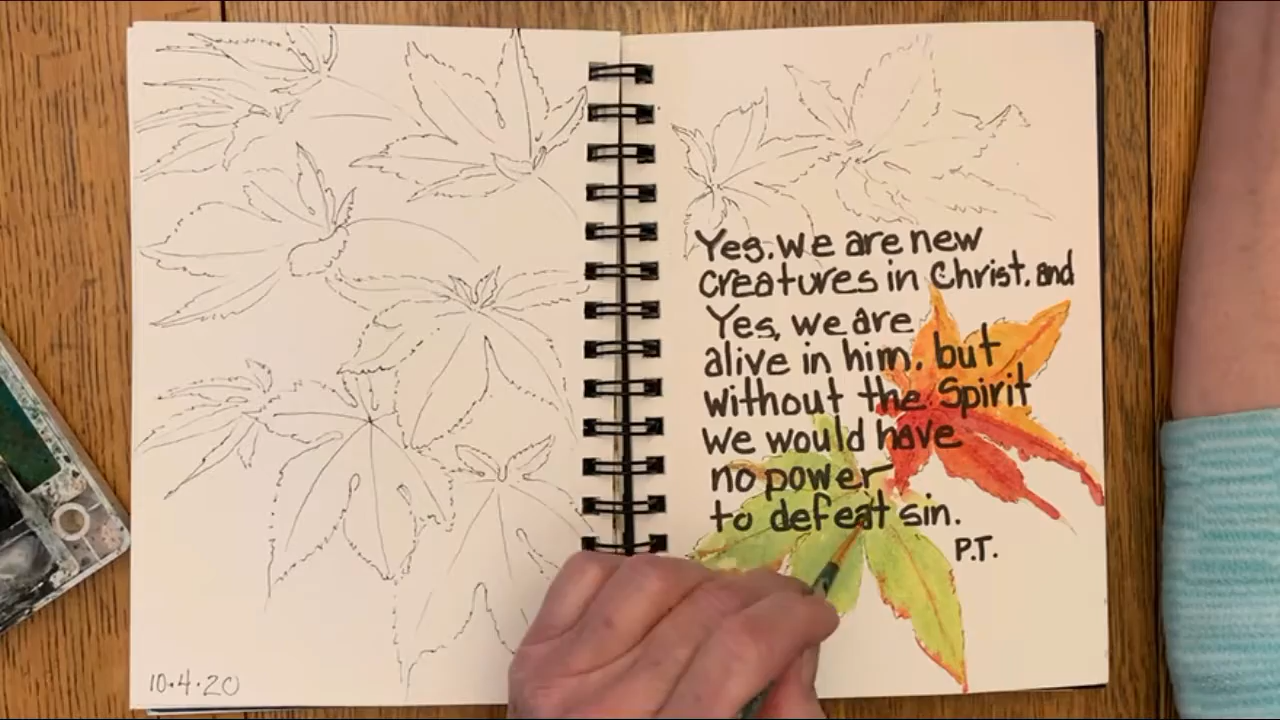 10.4.20
Yes. we are new
creatures in Christ. and
Yes, we are
alive in him. but
without the Spirit
we would have
no power
to defeat sin.
P.T.